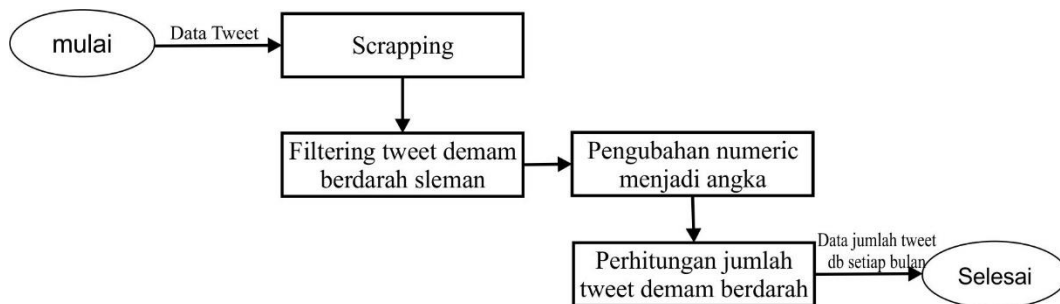 mulai
Data Tweet
Scrapping
Filtering tweet demam
berdarah sleman
Pengubahan numeric
menjadi angka
Perhitungan jumlah
tweet demam berdarah
Data jumlah tweet
db setiap bulan
Selesai